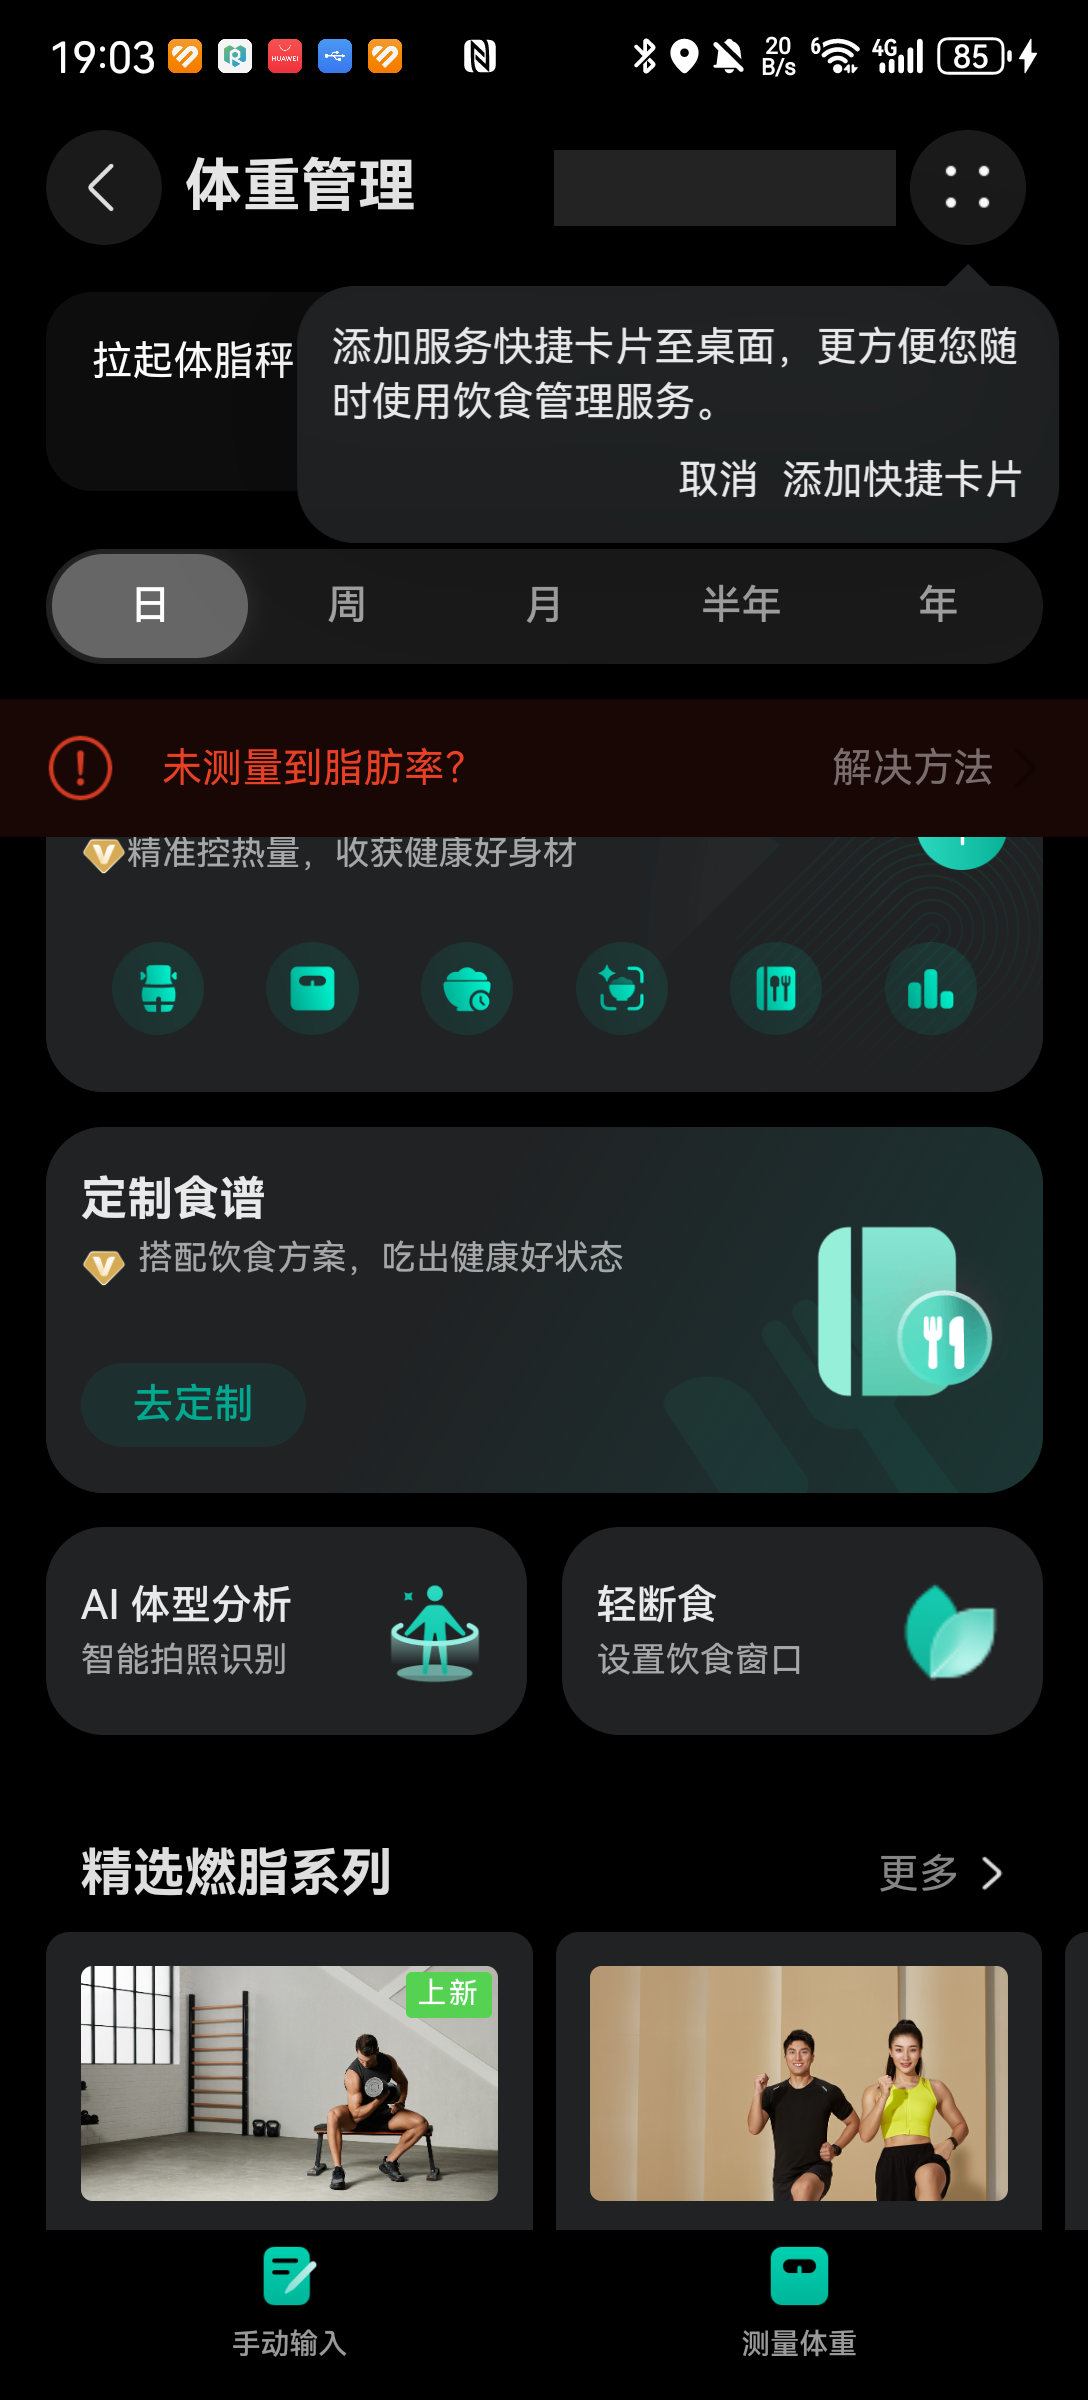 19:03
HUAWEI
20
B/s
6
4G
85
体重管理
拉起体脂秤
添加服务快捷卡片至桌面，更方便您随
时使用饮食管理服务。
取消 添加快捷卡片
日 周 月 半年 年
未测量到脂肪率？ 解决方法
精准控热量，收获健康好身材
定制食谱
搭配饮食方案，吃出健康好状态
去定制
AI 体型分析
智能拍照识别
轻断食
设置饮食窗口
精选燃脂系列 更多
上新
手动输入 测量体重